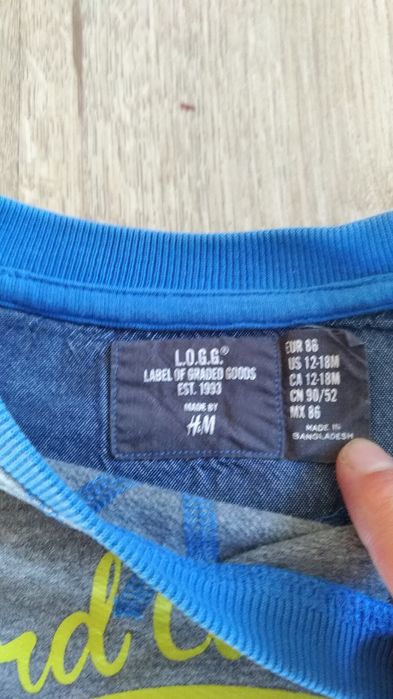 L.O.G.G.®
LABEL OF GRADED GOODS
EST. 1993
MADE BY
H&M
EUR 86
US 12-18M
CA 12-18M
CN 90/52
MX 86
MADE IN
BANGLADESH